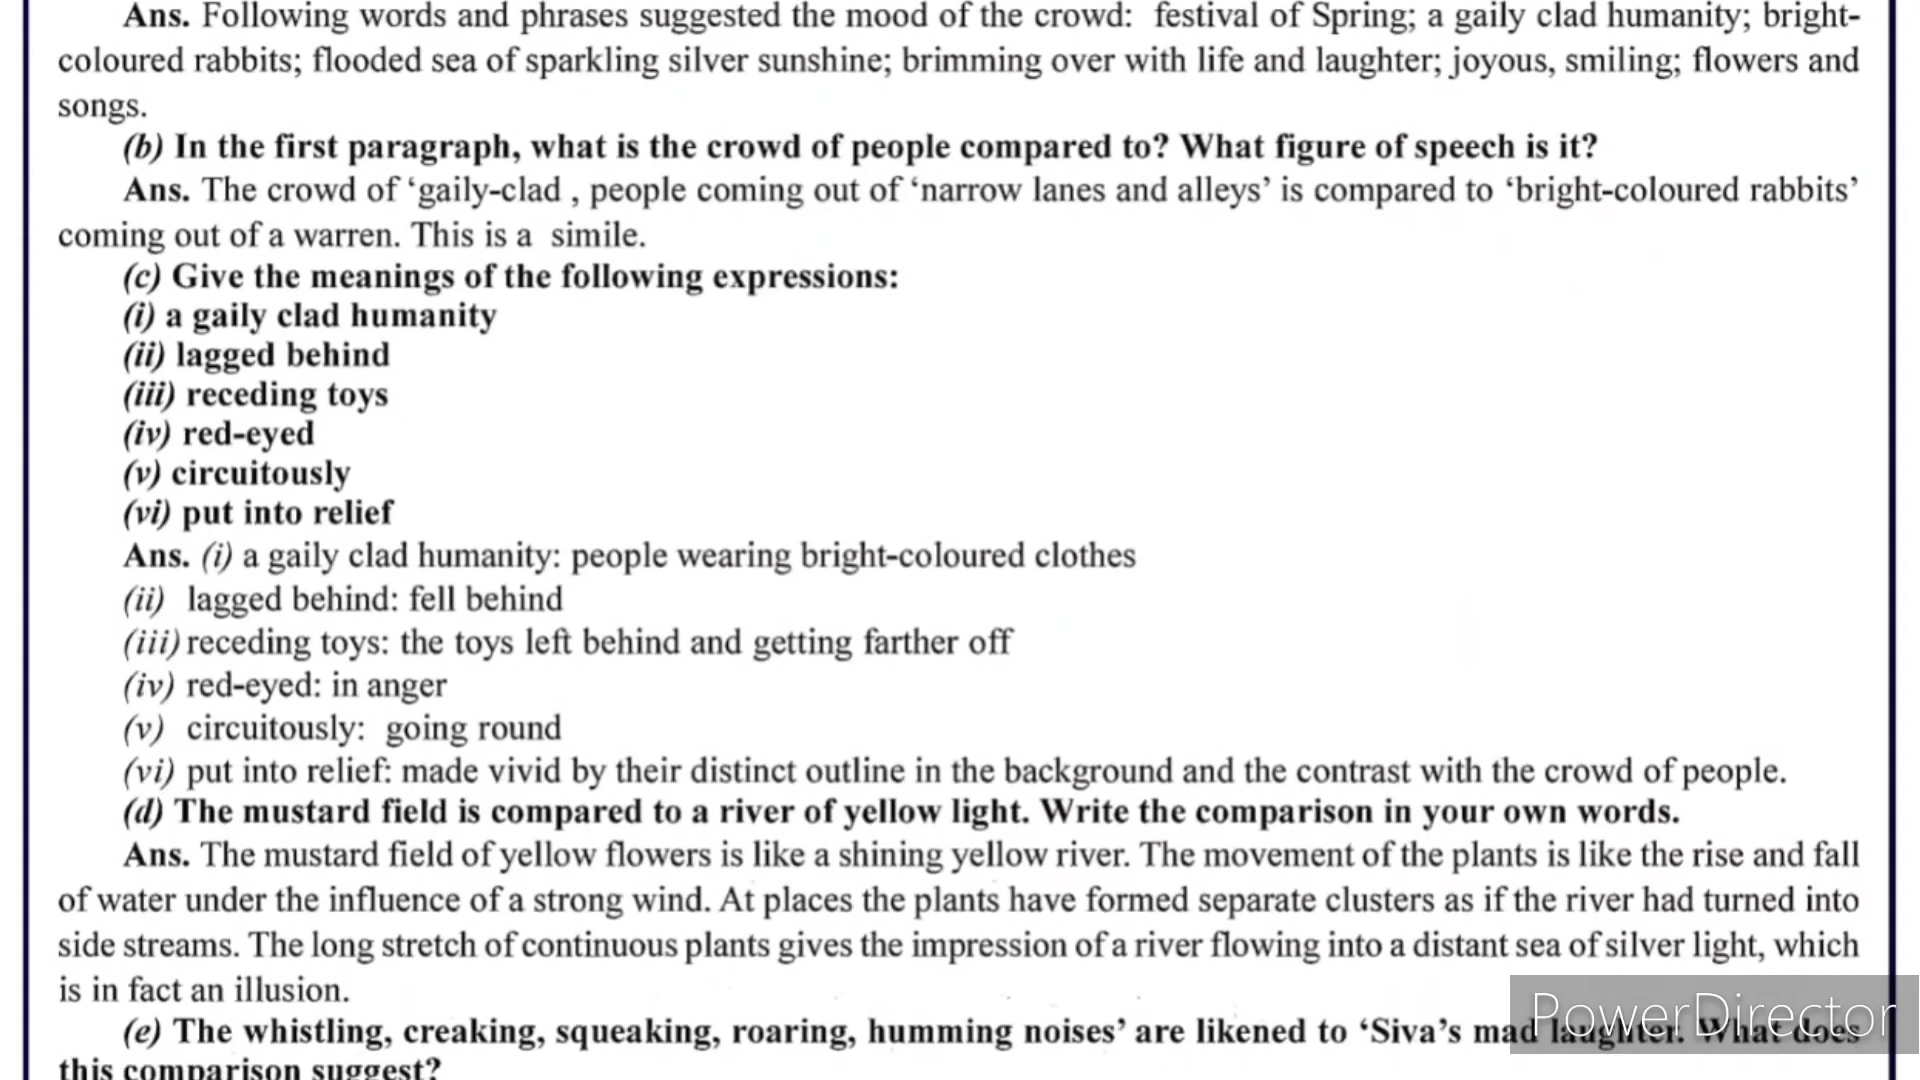 Ans. Following words and phrases suggested the mood of the crowd: festival of Spring; a gaily clad humanity; bright-
coloured rabbits; flooded sea of sparkling silver sunshine; brimming over with life and laughter; joyous, smiling; flowers and
songs.
(b) In the first paragraph, what is the crowd of people compared to? What figure of speech is it?
Ans. The crowd of ‘gaily-clad , people coming out of ‘narrow lanes and alleys’ is compared to ‘bright-coloured rabbits’
coming out of a warren. This is a simile.
(c) Give the meanings of the following expressions:
(i) a gaily clad humanity
(ii) lagged behind
(iii) receding toys
(iv) red-eyed
(v) circuitously
(vi) put into relief
Ans. (i) a gaily clad humanity: people wearing bright-coloured clothes
(ii) lagged behind: fell behind
(iii) receding toys: the toys left behind and getting farther off
(iv) red-eyed: in anger
(v) circuitously: going round
(vi) put into relief: made vivid by their distinct outline in the background and the contrast with the crowd of people.
(d) The mustard field is compared to a river of yellow light. Write the comparison in your own words.
Ans. The mustard field of yellow flowers is like a shining yellow river. The movement of the plants is like the rise and fall
of water under the influence of a strong wind. At places the plants have formed separate clusters as if the river had turned into
side streams. The long stretch of continuous plants gives the impression of a river flowing into a distant sea of silver light, which
is in fact an illusion.
(e) The whistling, creaking, squeaking, roaring, humming noises’ are likened to ‘Siva’s mad laughter. What does
this comparison suggest?
PowerDirector